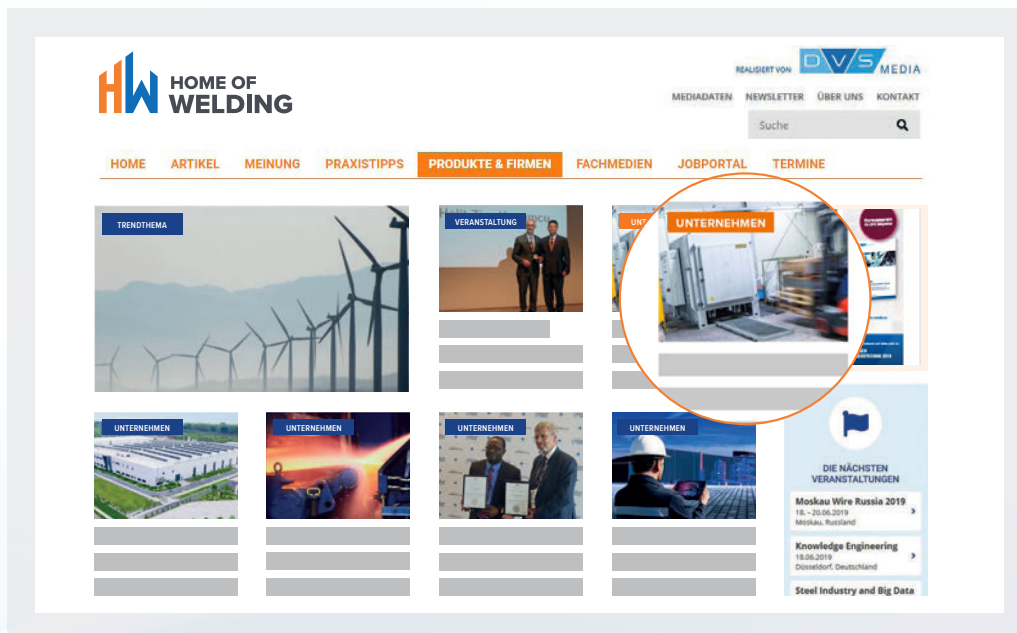 HOME OF
WELDING
REALISIERT VON DVS MEDIA
MEDIADATEN NEWSLETTER ÜBER UNS KONTAKT
Suche
HOME ARTIKEL MEINUNG PRAXISTIPPS PRODUKTE & FIRMEN FACHMEDIEN JOBPORTAL TERMINE
TRENDTHEMA
VERANSTALTUNG
UNT
UNTERNEHMEN
UNTERNEHMEN
UNTERNEHMEN
UNTERNEHMEN
UNTERNEHMEN
DIE NÄCHSTEN
VERANSTALTUNGEN
Moskau Wire Russia 2019
18. – 20.06.2019
Moskau, Russland
Knowledge Engineering
18.06.2019
Düsseldorf, Deutschland
Steel Industry and Big Data